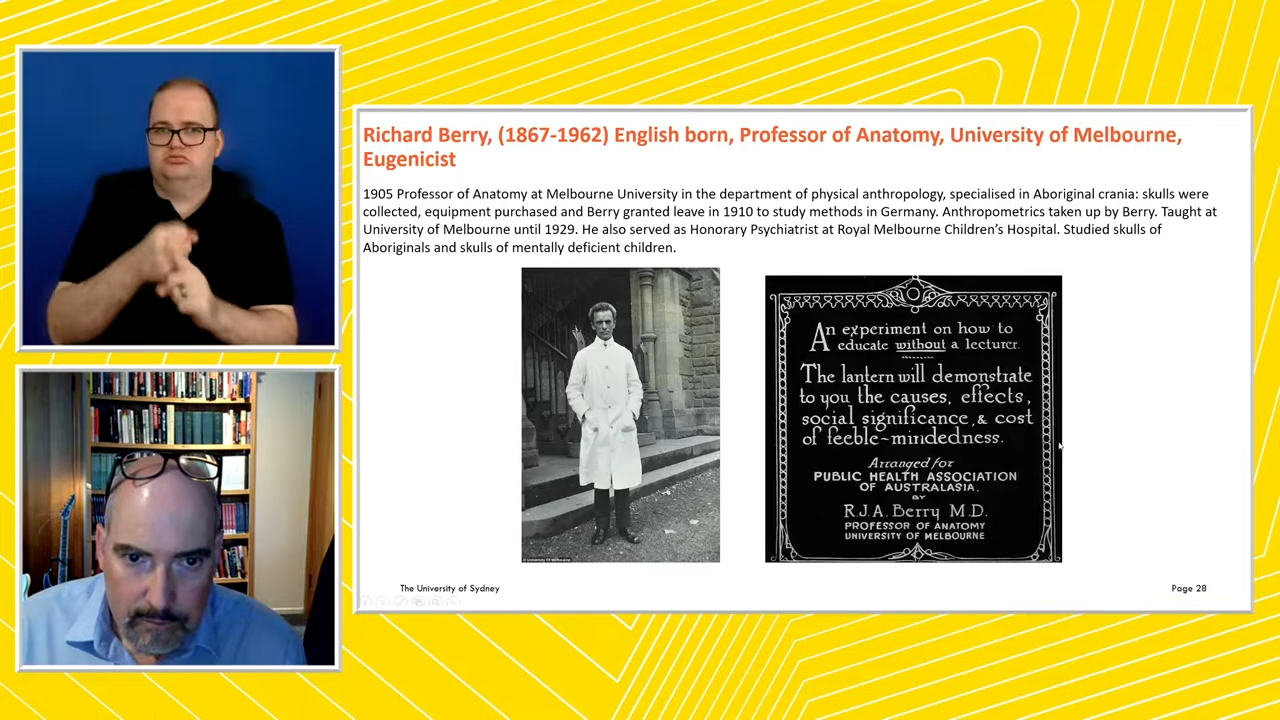 Richard Berry, (1867-1962) English born, Professor of Anatomy, University of Melbourne,
Eugenicist
1905 Professor of Anatomy at Melbourne University in the department of physical anthropology, specialised in Aboriginal crania: skulls were
collected, equipment purchased and Berry granted leave in 1910 to study methods in Germany. Anthropometrics taken up by Berry. Taught at
University of Melbourne until 1929. He also served as Honorary Psychiatrist at Royal Melbourne Children's Hospital. Studied skulls of
Aboriginals and skulls of mentally deficient children.
An experiment on how to
educate without a lecturer.
The lantern will demonstrate
to you the causes, effects,
social significance, & cost
of feeble-mindedness.
Arranged for
PUBLIC HEALTH ASSOCIATION
OF AUSTRALASIA.
BY
R.J.A. Berry M.D.
PROFESSOR OF ANATOMY
UNIVERSITY OF MELBOURNE
The University of Sydney
Page 28